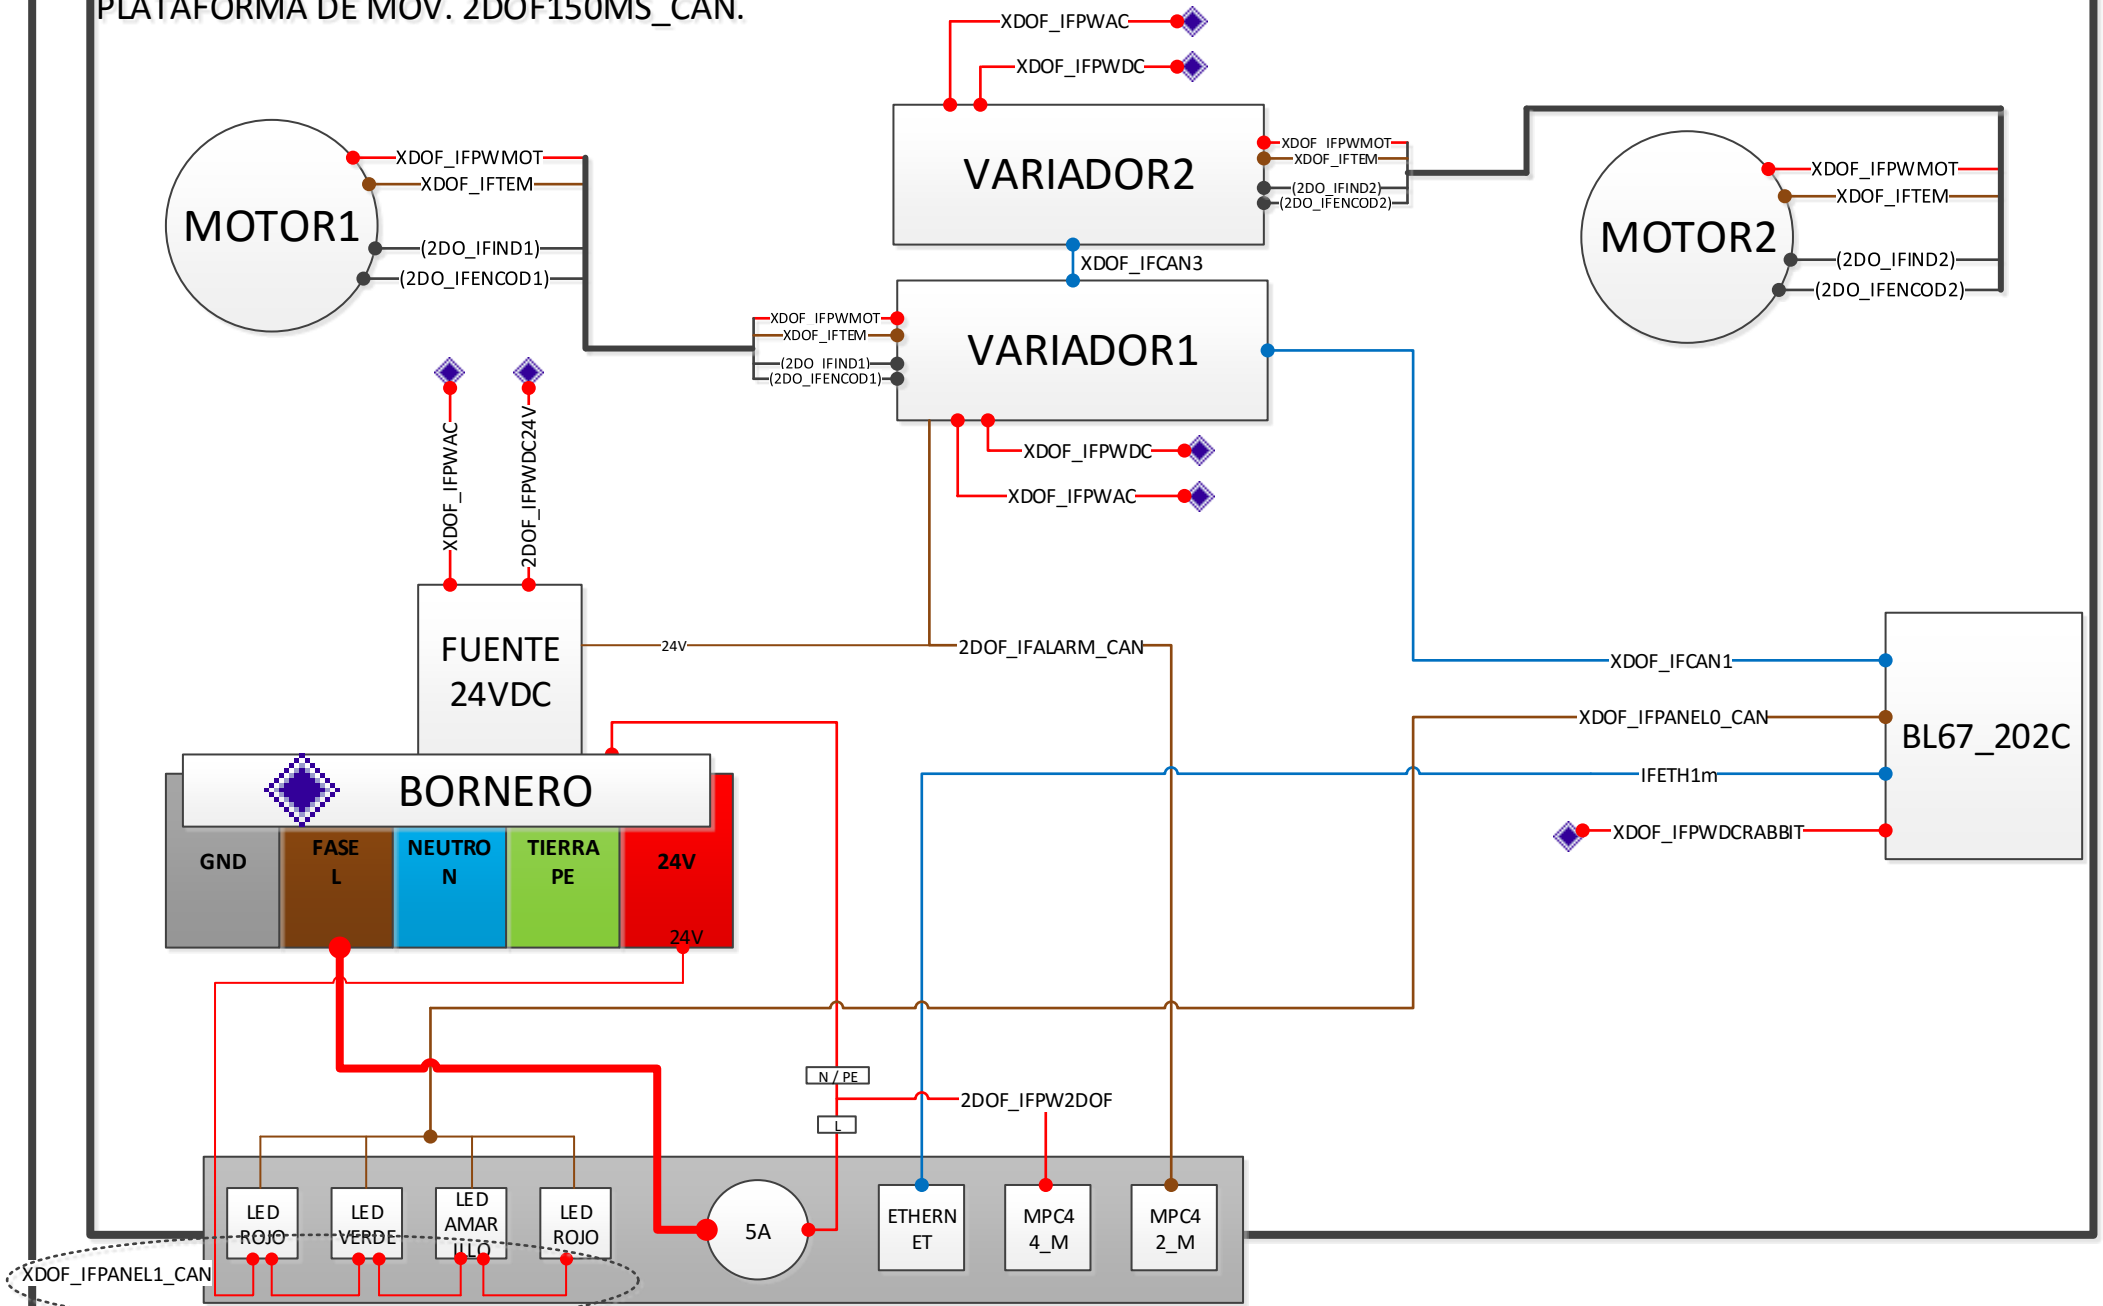 PLATAFORMA DE MOV. 2DOF150MS_CAN.
XDOF_IFPWAC
XDOF_IFPWDC
VARIADOR2
XDOF_IFPWMOT
XDOF_IFTEM
(2DO_IFIND2)
(2DO_IFENCOD2)
MOTOR1
XDOF_IFPWMOT
XDOF_IFTEM
(2DO_IFIND1)
(2DO_IFENCOD1)
MOTOR2
XDOF_IFPWMOT
XDOF_IFTEM
(2DO_IFIND2)
(2DO_IFENCOD2)
XDOF_IFCAN3
VARIADOR1
XDOF_IFPWMOT
XDOF_IFTEM
(2DO_IFIND1)
(2DO_IFENCOD1)
XDOF_IFPWDC
XDOF_IFPWAC
XDOF_IFPWAC
2DOF_IFPWDC24V
FUENTE
24VDC
24V
2DOF_IFALARM_CAN
XDOF_IFCAN1
XDOF_IFPANEL0_CAN
IFETH1m
XDOF_IFPWDCRABBIT
BL67_202C
BORNERO
GND
FASE
L
NEUTRO
N
TIERRA
PE
24V
24V
N / PE
L
2DOF_IFPW2DOF
LED
ROJO
LED
VERDE
LED
AMAR
ILLO
LED
ROJO
5A
ETHERN
ET
MPC4
4_M
MPC4
2_M
XDOF_IFPANEL1_CAN